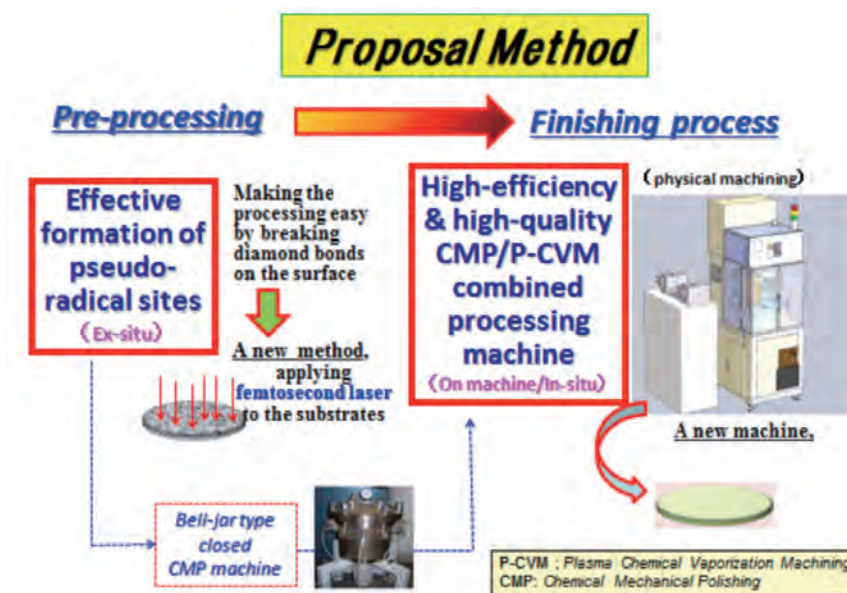 Proposal Method
Pre-processing
Finishing process
Effective
formation of
pseudo-
radical sites
(Ex-situ)
Making the
processing easy
by breaking
diamond bonds
on the surface
A new method,
applying
femtosecond laser
to the substrates
High-efficiency
& high-quality
CMP/P-CVM
combined
processing
machine
(On machine/In-situ)
(physical machining)
A new machine,
Bell-jar type
closed
CMP machine
P-CVM ; Plasma Chemical Vaporization Machining
CMP: Chemical Mechanical Polishing